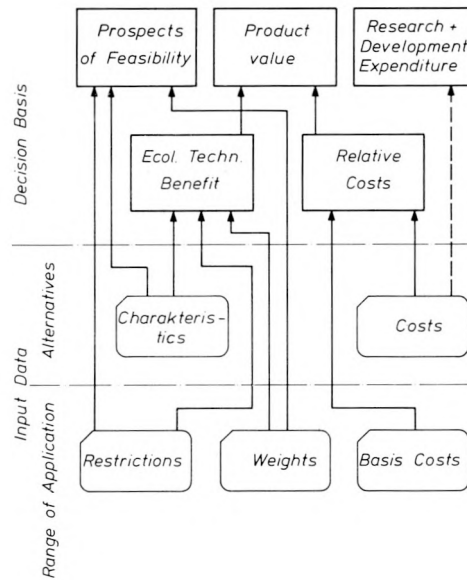 Prospects
of Feasibility
Product
value
Research +
Development
Expenditure
Ecol. Techn.
Benefit
Relative
Costs
Decision Basis
Charakteris-
tics
Costs
Alternatives
Input Data
Restrictions
Weights
Basis Costs
Range of Application